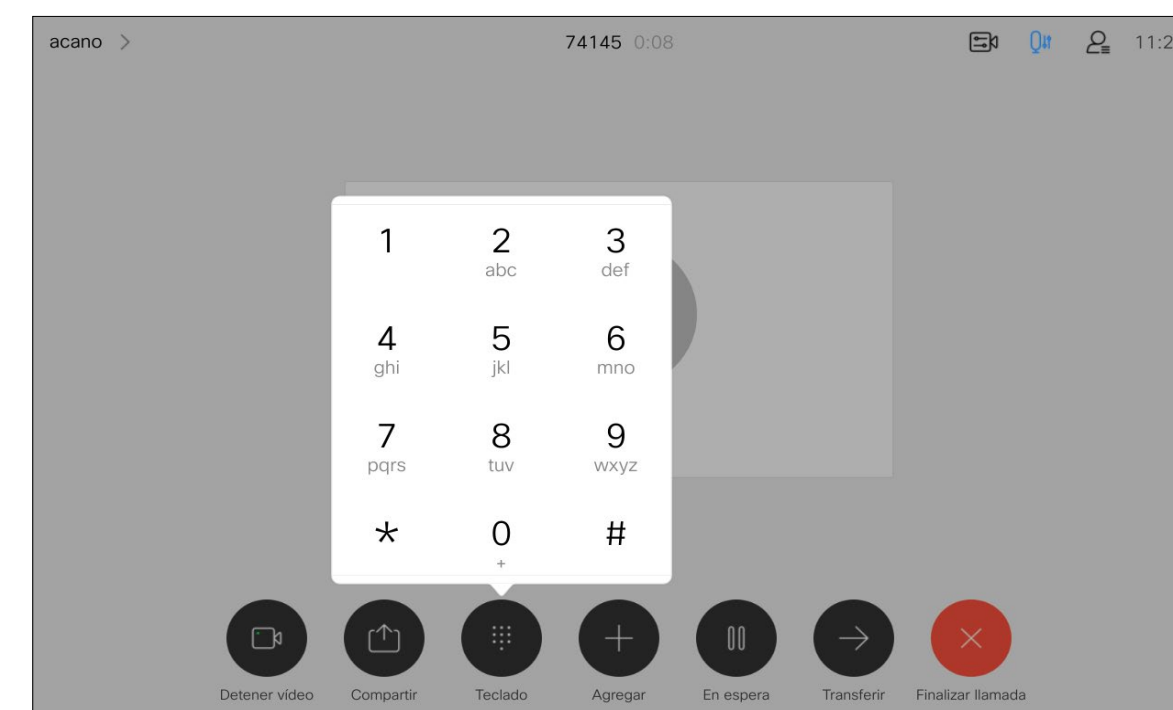 acano 74145 0:08 11:2
1 2 3
abc def
4 5 6
ghi jkl mno
7 8 9
pqrs tuv wxyz
* 0 #
+
Detener vídeo Compartir Teclado Agregar En espera Transferir Finalizar llamada